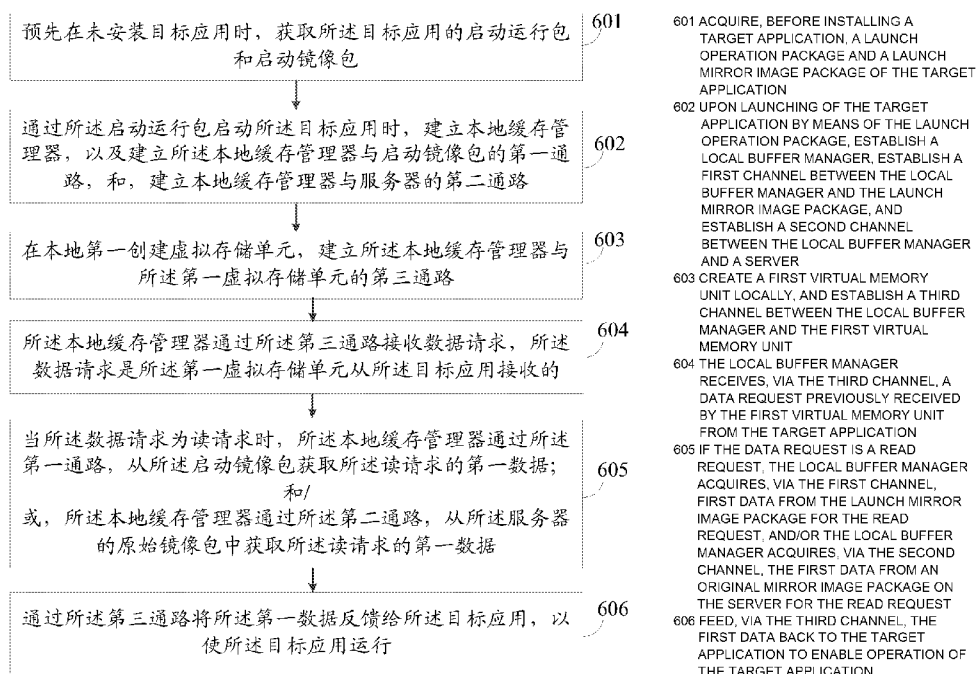 预先在未安装目标应用时，获取所述目标应用的启动运行包
和启动镜像包
601
通过所述启动运行包启动所述目标应用时，建立本地缓存管
理器，以及建立所述本地缓存管理器与启动镜像包的第一通
路，和，建立本地缓存管理器与服务器的第二通路
602
在本地第一创建虚拟存储单元，建立所述本地缓存管理器与
所述第一虚拟存储单元的第三通路
603
所述本地缓存管理器通过所述第三通路接收数据请求，所述
数据请求是所述第一虚拟存储单元从所述目标应用接收的
604
当所述数据请求为读请求时，所述本地缓存管理器通过所述
第一通路，从所述启动镜像包获取所述读请求的第一数据；
和/
或，所述本地缓存管理器通过所述第二通路，从所述服务器
的原始镜像包中获取所述读请求的第一数据
605
通过所述第三通路将所述第一数据反馈给所述目标应用，以
使所述目标应用运行
606
601 ACQUIRE, BEFORE INSTALLING A
TARGET APPLICATION, A LAUNCH
OPERATION PACKAGE AND A LAUNCH
MIRROR IMAGE PACKAGE OF THE TARGET
APPLICATION
602 UPON LAUNCHING OF THE TARGET
APPLICATION BY MEANS OF THE LAUNCH
OPERATION PACKAGE, ESTABLISH A
LOCAL BUFFER MANAGER, ESTABLISH A
FIRST CHANNEL BETWEEN THE LOCAL
BUFFER MANAGER AND THE LAUNCH
MIRROR IMAGE PACKAGE, AND
ESTABLISH A SECOND CHANNEL
BETWEEN THE LOCAL BUFFER MANAGER
AND A SERVER
603 CREATE A FIRST VIRTUAL MEMORY
UNIT LOCALLY, AND ESTABLISH A THIRD
CHANNEL BETWEEN THE LOCAL BUFFER
MANAGER AND THE FIRST VIRTUAL
MEMORY UNIT
604 THE LOCAL BUFFER MANAGER
RECEIVES, VIA THE THIRD CHANNEL, A
DATA REQUEST PREVIOUSLY RECEIVED
BY THE FIRST VIRTUAL MEMORY UNIT
FROM THE TARGET APPLICATION
605 IF THE DATA REQUEST IS A READ
REQUEST, THE LOCAL BUFFER MANAGER
ACQUIRES, VIA THE FIRST CHANNEL,
FIRST DATA FROM THE LAUNCH MIRROR
IMAGE PACKAGE FOR THE READ
REQUEST, AND/OR THE LOCAL BUFFER
MANAGER ACQUIRES, VIA THE SECOND
CHANNEL, THE FIRST DATA FROM AN
ORIGINAL MIRROR IMAGE PACKAGE ON
THE SERVER FOR THE READ REQUEST
606 FEED, VIA THE THIRD CHANNEL, THE
FIRST DATA BACK TO THE TARGET
APPLICATION TO ENABLE OPERATION OF
THE TARGET APPLICATION